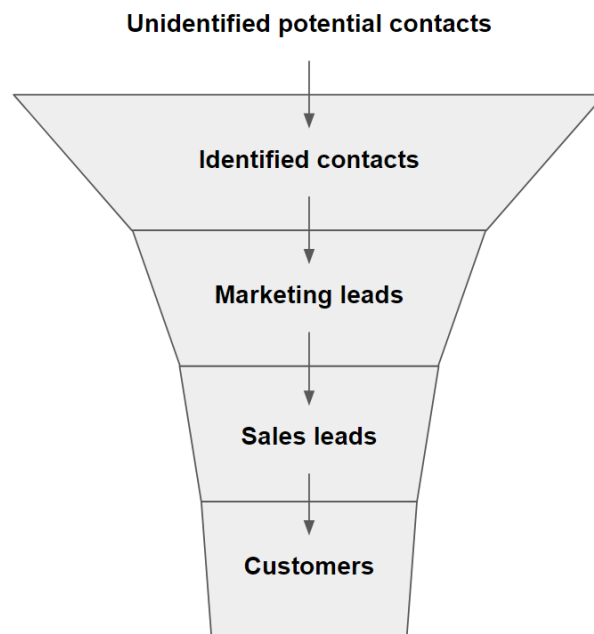 Unidentified potential contacts
Identified contacts
Marketing leads
Sales leads
Customers